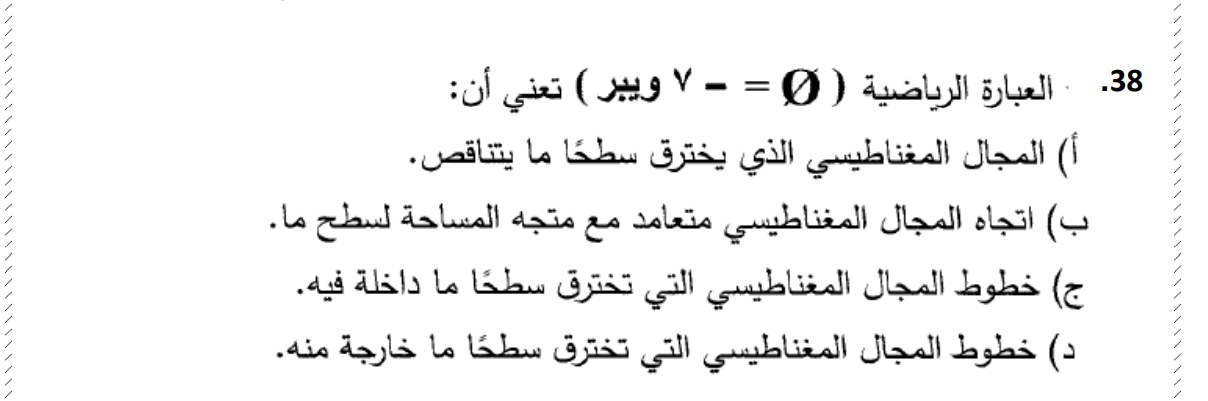 38. العبارة الرياضية ( Ø = – ٧ ويبر ) تعني أن:
أ) المجال المغناطيسي الذي يخترق سطحًا ما يتناقص.
ب) اتجاه المجال المغناطيسي متعامد مع متجه المساحة لسطح ما.
ج) خطوط المجال المغناطيسي التي تخترق سطحًا ما داخلة فيه.
د) خطوط المجال المغناطيسي التي تخترق سطحًا ما خارجة منه.